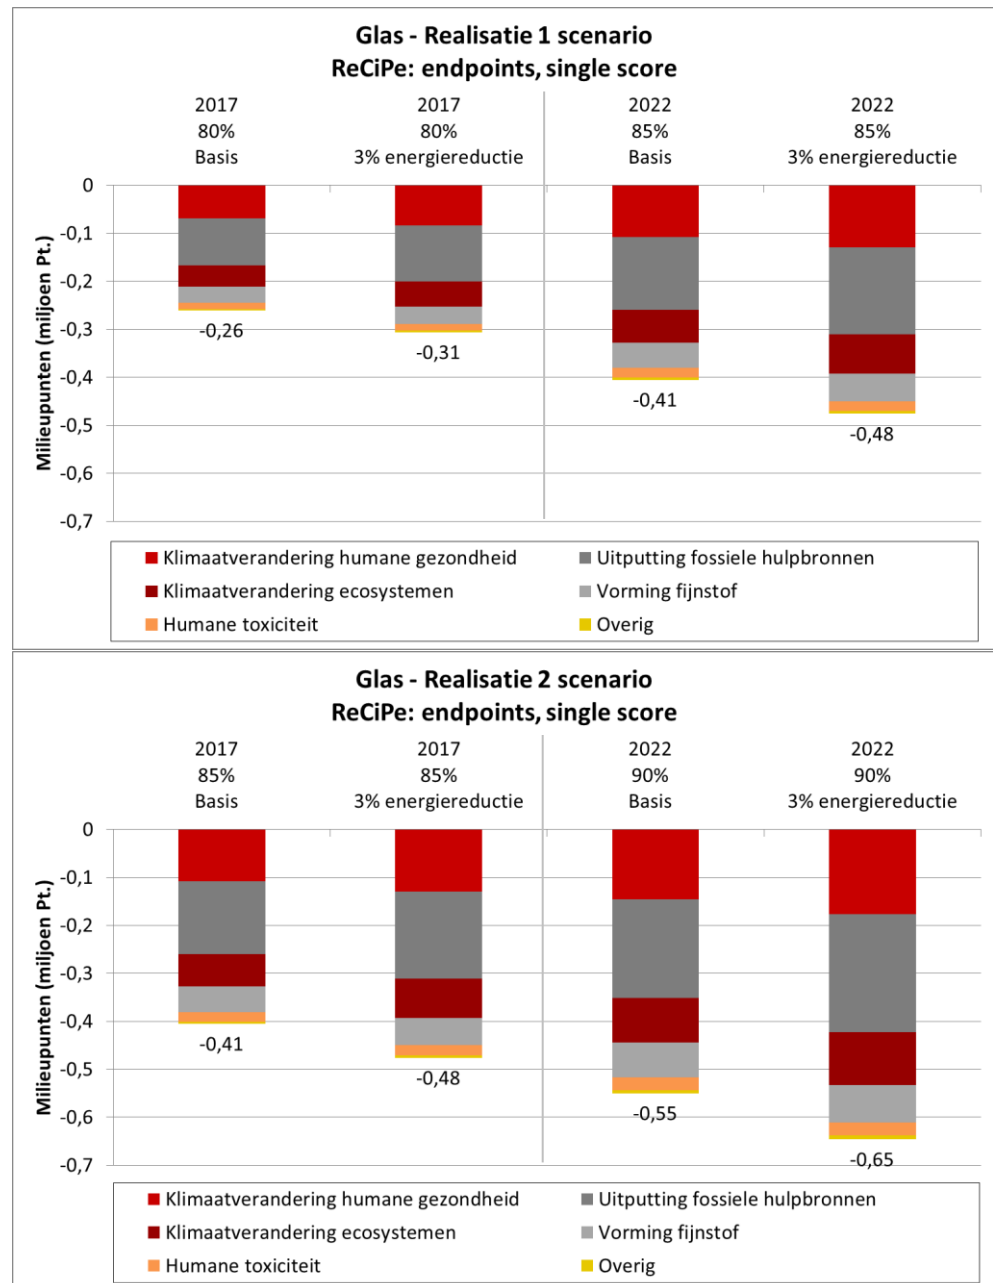 Glas - Realisatie 1 scenario
ReCiPe: endpoints, single score
2017 2017 2022 2022
80% 80% 85% 85%
Basis 3% energiereductie Basis 3% energiereductie
Milieupunten (miljoen Pt.)
0
-0,1
-0,2
-0,3
-0,4
-0,5
-0,6
-0,7
-0,26
-0,31
-0,41
-0,48
Klimaatverandering humane gezondheid Uitputting fossiele hulpbronnen
Klimaatverandering ecosystemen Vorming fijnstof
Humane toxiciteit Overig
Glas - Realisatie 2 scenario
ReCiPe: endpoints, single score
2017 2017 2022 2022
85% 85% 90% 90%
Basis 3% energiereductie Basis 3% energiereductie
Milieupunten (miljoen Pt.)
0
-0,1
-0,2
-0,3
-0,4
-0,5
-0,6
-0,7
-0,41
-0,48
-0,55
-0,65
Klimaatverandering humane gezondheid Uitputting fossiele hulpbronnen
Klimaatverandering ecosystemen Vorming fijnstof
Humane toxiciteit Overig